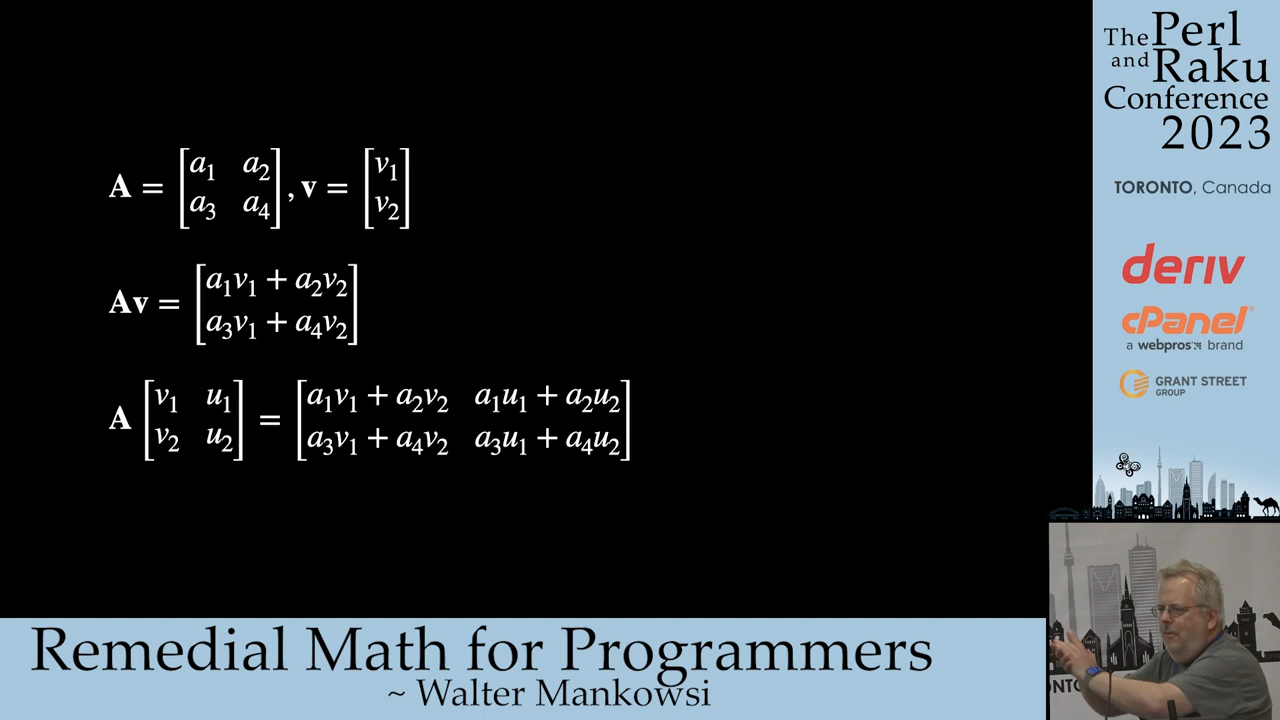 A = [a₁ a₂
a₃ a₄], v = [v₁
v₂]
Av = [a₁v₁ + a₂v₂
a₃v₁ + a₄v₂]
A [v₁ u₁
v₂ u₂] = [a₁v₁ + a₂v₂ a₁u₁ + a₂u₂
a₃v₁ + a₄v₂ a₃u₁ + a₄u₂]
The Perl
and Raku
Conference
2023
TORONTO, Canada
deriv
cPanel®
a webpros brand
GRANT STREET
GROUP
ONTO
Remedial Math for Programmers
~ Walter Mankowsi